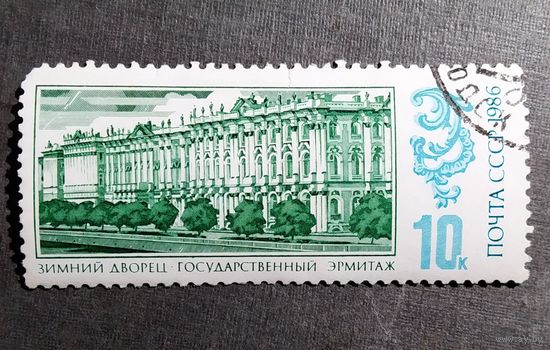 ЗИМНИЙ ДВОРЕЦ · ГОСУДАРСТВЕННЫЙ ЭРМИТАЖ
10к
ПОЧТА СССР · 1986